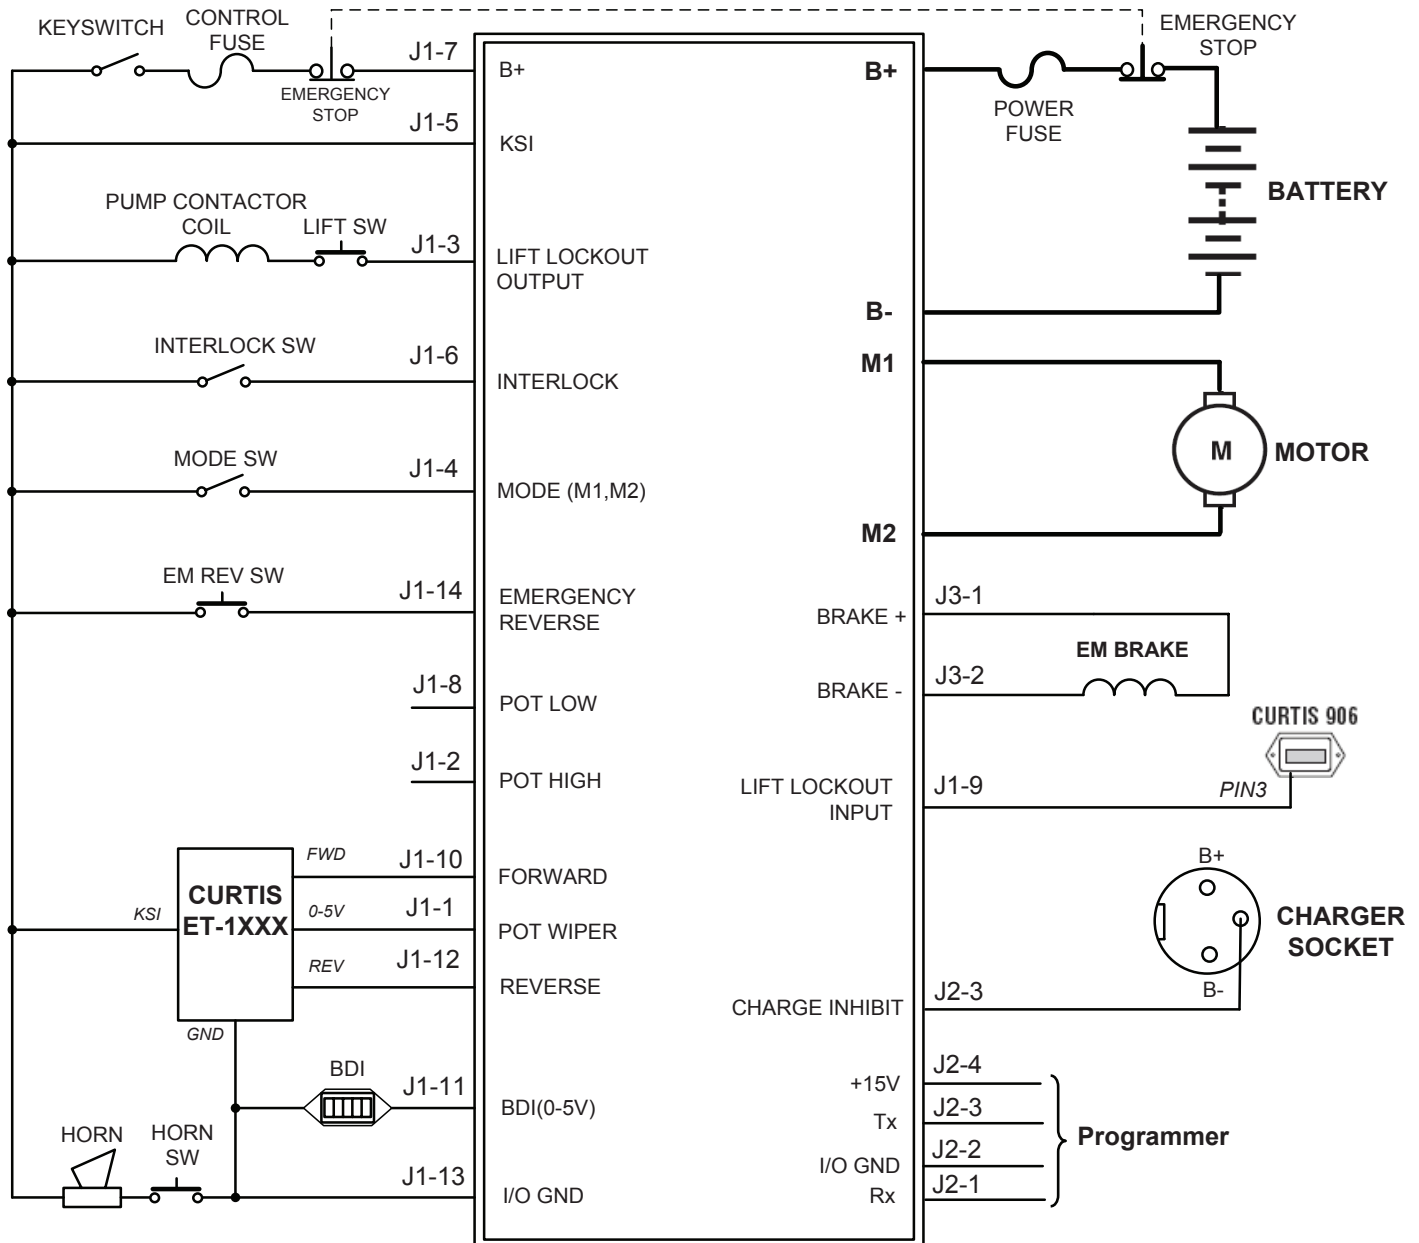 KEYSWITCH
CONTROL
FUSE
EMERGENCY
STOP
J1-7
B+
B+
POWER
FUSE
EMERGENCY
STOP
J1-5
KSI
BATTERY
PUMP CONTACTOR
COIL
LIFT SW
J1-3
LIFT LOCKOUT
OUTPUT
B-
INTERLOCK SW
J1-6
INTERLOCK
M1
M
MOTOR
MODE SW
J1-4
MODE (M1,M2)
M2
EM REV SW
J1-14
EMERGENCY
REVERSE
BRAKE +
J3-1
EM BRAKE
J1-8
POT LOW
BRAKE -
J3-2
CURTIS 906
J1-2
POT HIGH
LIFT LOCKOUT
INPUT
J1-9
PIN3
CURTIS
ET-1XXX
KSI
FWD
J1-10
FORWARD
0-5V
J1-1
POT WIPER
REV
J1-12
REVERSE
GND
B+
CHARGER
SOCKET
B-
CHARGE INHIBIT
J2-3
BDI
J1-11
BDI(0-5V)
+15V
J2-4
Tx
J2-3
I/O GND
J2-2
Rx
J2-1
Programmer
HORN
HORN
SW
J1-13
I/O GND